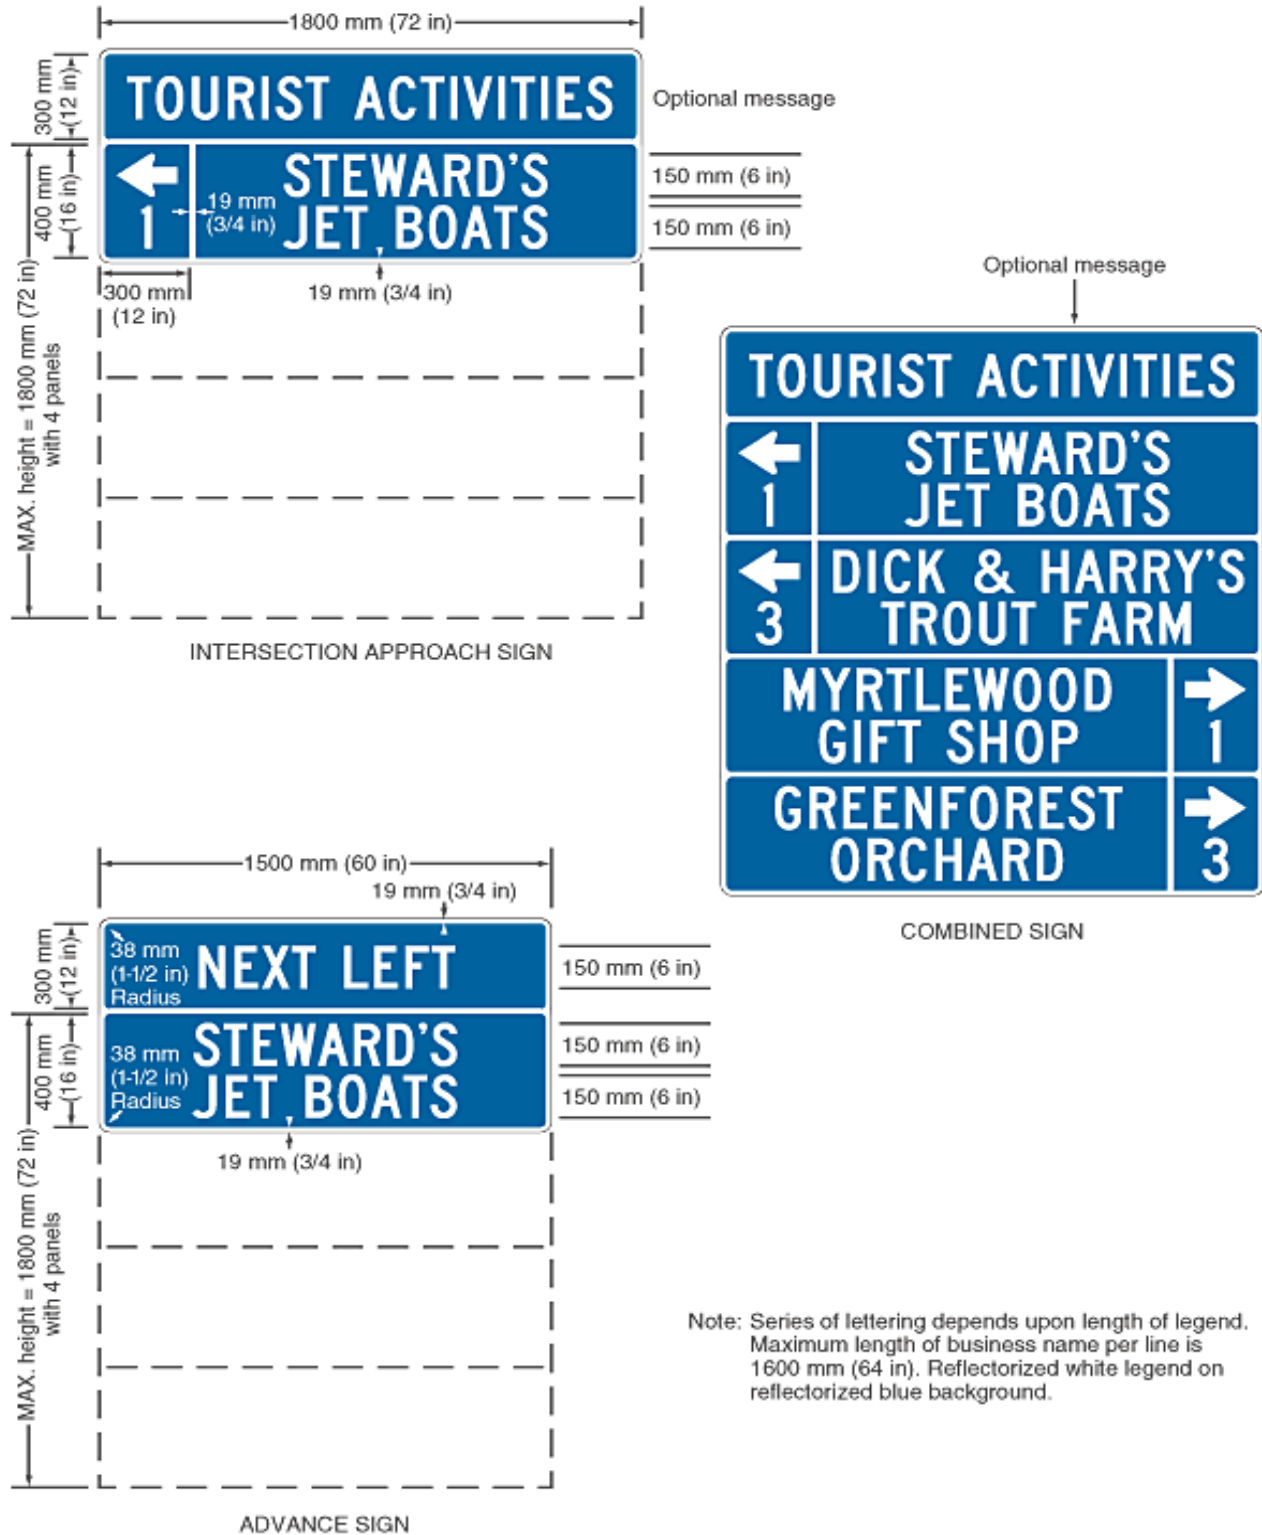 1800 mm (72 in)
300 mm
(12 in)
TOURIST ACTIVITIES
Optional message
400 mm
(16 in)
1
19 mm
(3/4 in)
STEWARD'S
JET BOATS
150 mm (6 in)
150 mm (6 in)
300 mm
(12 in)
19 mm (3/4 in)
MAX. height = 1800 mm (72 in)
with 4 panels
INTERSECTION APPROACH SIGN
Optional message
TOURIST ACTIVITIES
1
STEWARD'S
JET BOATS
3
DICK & HARRY'S
TROUT FARM
MYRTLEWOOD
GIFT SHOP
1
GREENFOREST
ORCHARD
3
COMBINED SIGN
1500 mm (60 in)
19 mm (3/4 in)
300 mm
(12 in)
38 mm
(1-1/2 in)
Radius
NEXT LEFT
150 mm (6 in)
400 mm
(16 in)
38 mm
(1-1/2 in)
Radius
STEWARD'S
JET BOATS
150 mm (6 in)
150 mm (6 in)
19 mm (3/4 in)
MAX. height = 1800 mm (72 in)
with 4 panels
ADVANCE SIGN
Note: Series of lettering depends upon length of legend.
Maximum length of business name per line is
1600 mm (64 in). Reflectorized white legend on
reflectorized blue background.